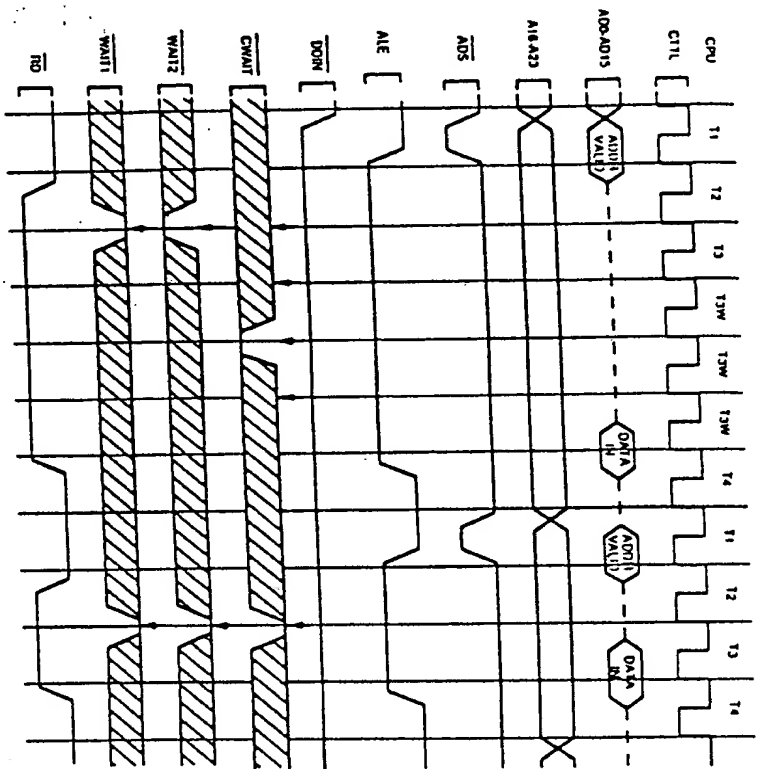 CPU T1 T2 T3 T3W T3W T3W T4 T1 T2 T3 T4
CTTL
AD0-AD15 ADDR VALID DATA IN ADDR VALID DATA IN
A16-A23
ADS
ALE
DDIN
CWAIT
WAIT2
WAIT1
RD